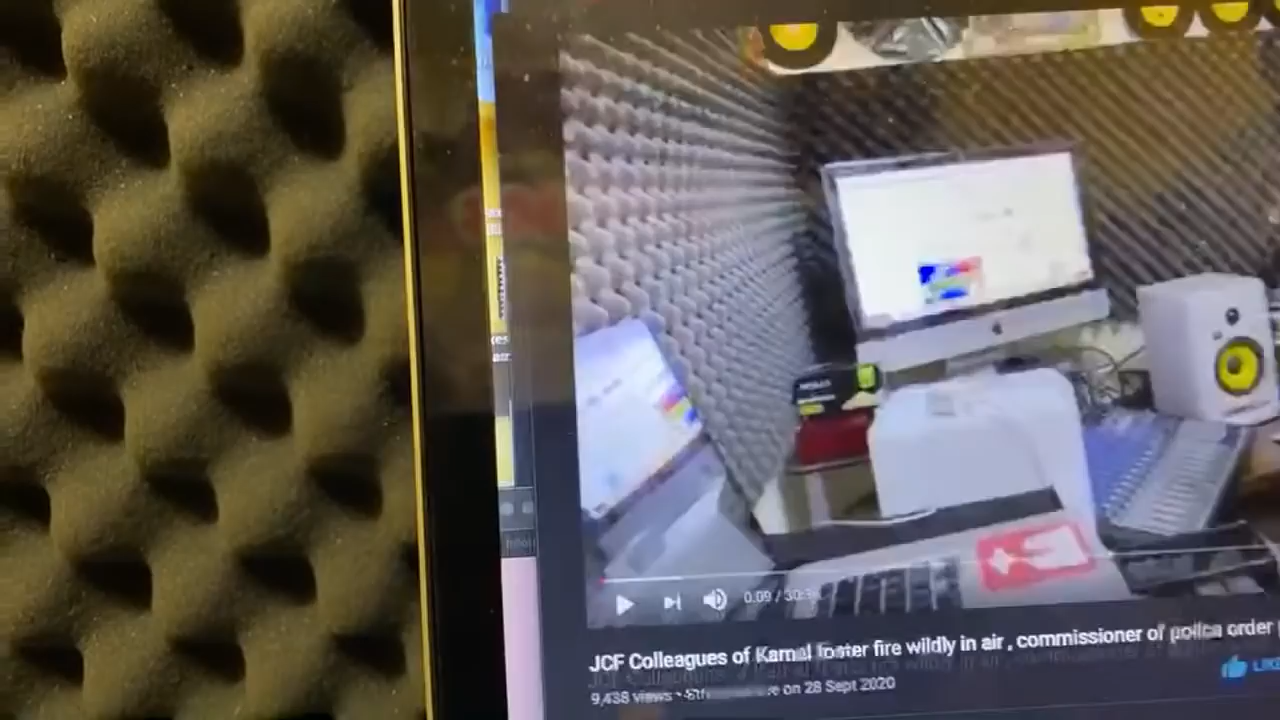 0:09 / 30:
JCF Colleagues of Kamal foster fire wildly in air , commissioner of police order
9,438 views • on 28 Sept 2020
LIKE